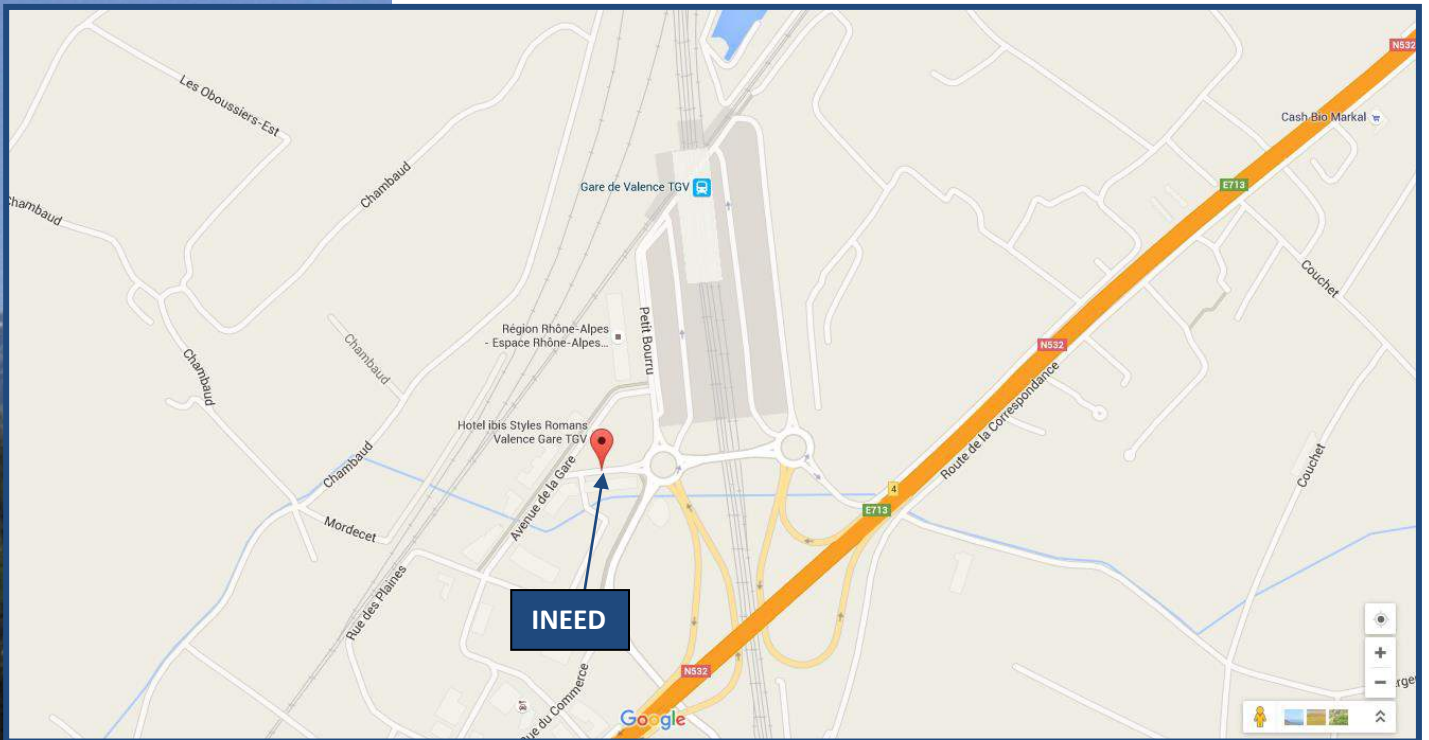 N532
Les Oboussiers-Est
Cash Bio Markal
Chambaud
Gare de Valence TGV
E713
Chambaud
Couchet
Petit Bourru
Région Rhône-Alpes
- Espace Rhône-Alpes...
Chambaud
N532
Chambaud
Route de la Correspondance
Hotel ibis Styles Romans
Valence Gare TGV
Chambaud
Avenue de la Gare
Couchet
4
E713
Mordecet
Rue des Plaines
INEED
N532
Rue du Commerce
Google